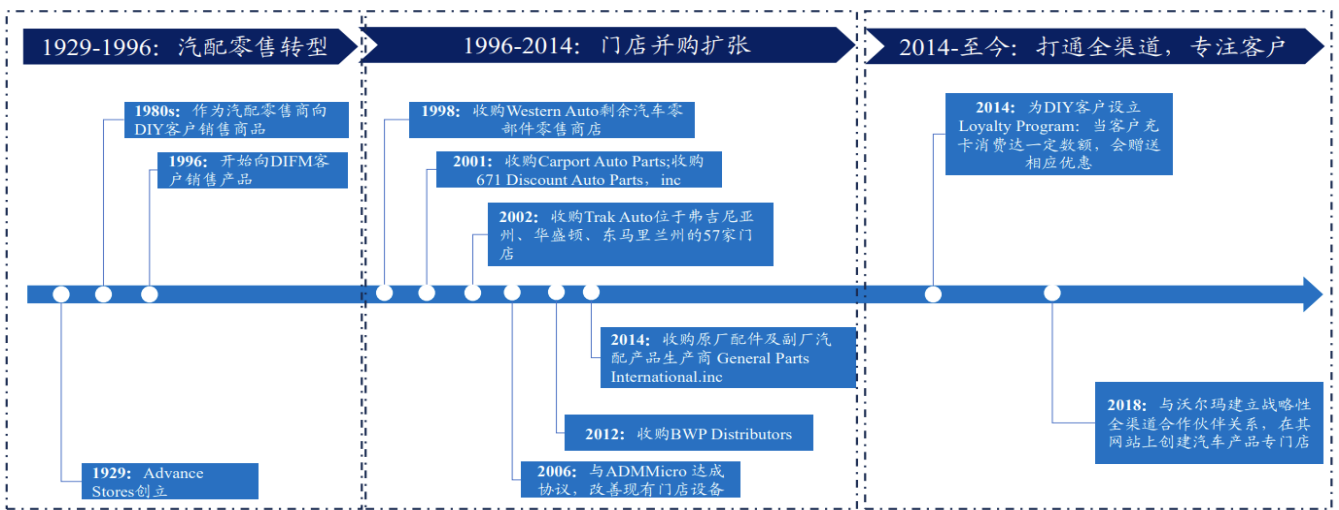 1929-1996：汽配零售转型
1996-2014：门店并购扩张
2014-至今：打通全渠道，专注客户
1980s：作为汽配零售商向
DIY客户销售商品
1996：开始向DIFM客
户销售产品
1929：Advance
Stores创立
1998：收购Western Auto剩余汽车零
部件零售商店
2001：收购Carport Auto Parts;收购
671 Discount Auto Parts，inc
2002：收购Trak Auto位于弗吉尼亚
州、华盛顿、东马里兰州的57家门
店
2014：收购原厂配件及副厂汽
配产品生产商 General Parts
International.inc
2012：收购BWP Distributors
2006：与ADMMicro 达成
协议，改善现有门店设备
2014：为DIY客户设立
Loyalty Program：当客户充
卡消费达一定数额，会赠送
相应优惠
2018：与沃尔玛建立战略性
全渠道合作伙伴关系，在其
网站上创建汽车产品专门店